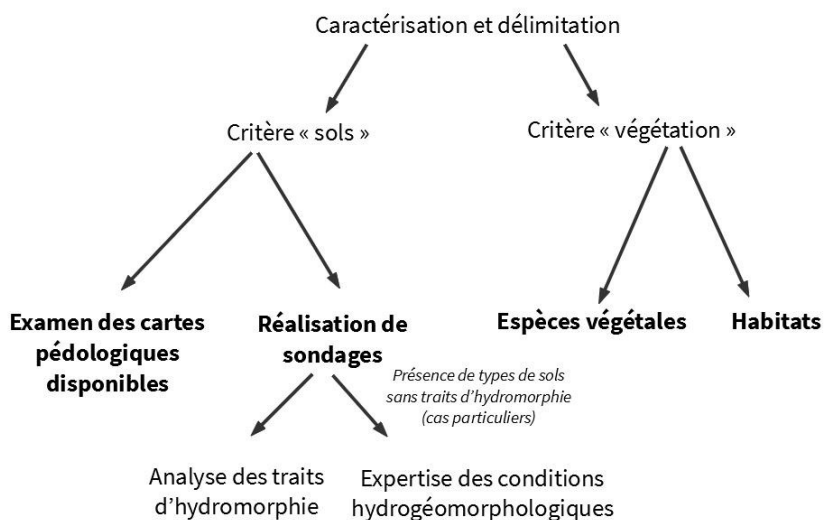 Caractérisation et délimitation
Critère « sols »
Critère « végétation »
Examen des cartes
pédologiques
disponibles
Réalisation de
sondages
Espèces végétales
Habitats
Présence de types de sols
sans traits d’hydromorphie
(cas particuliers)
Analyse des traits
d’hydromorphie
Expertise des conditions
hydrogéomorphologiques